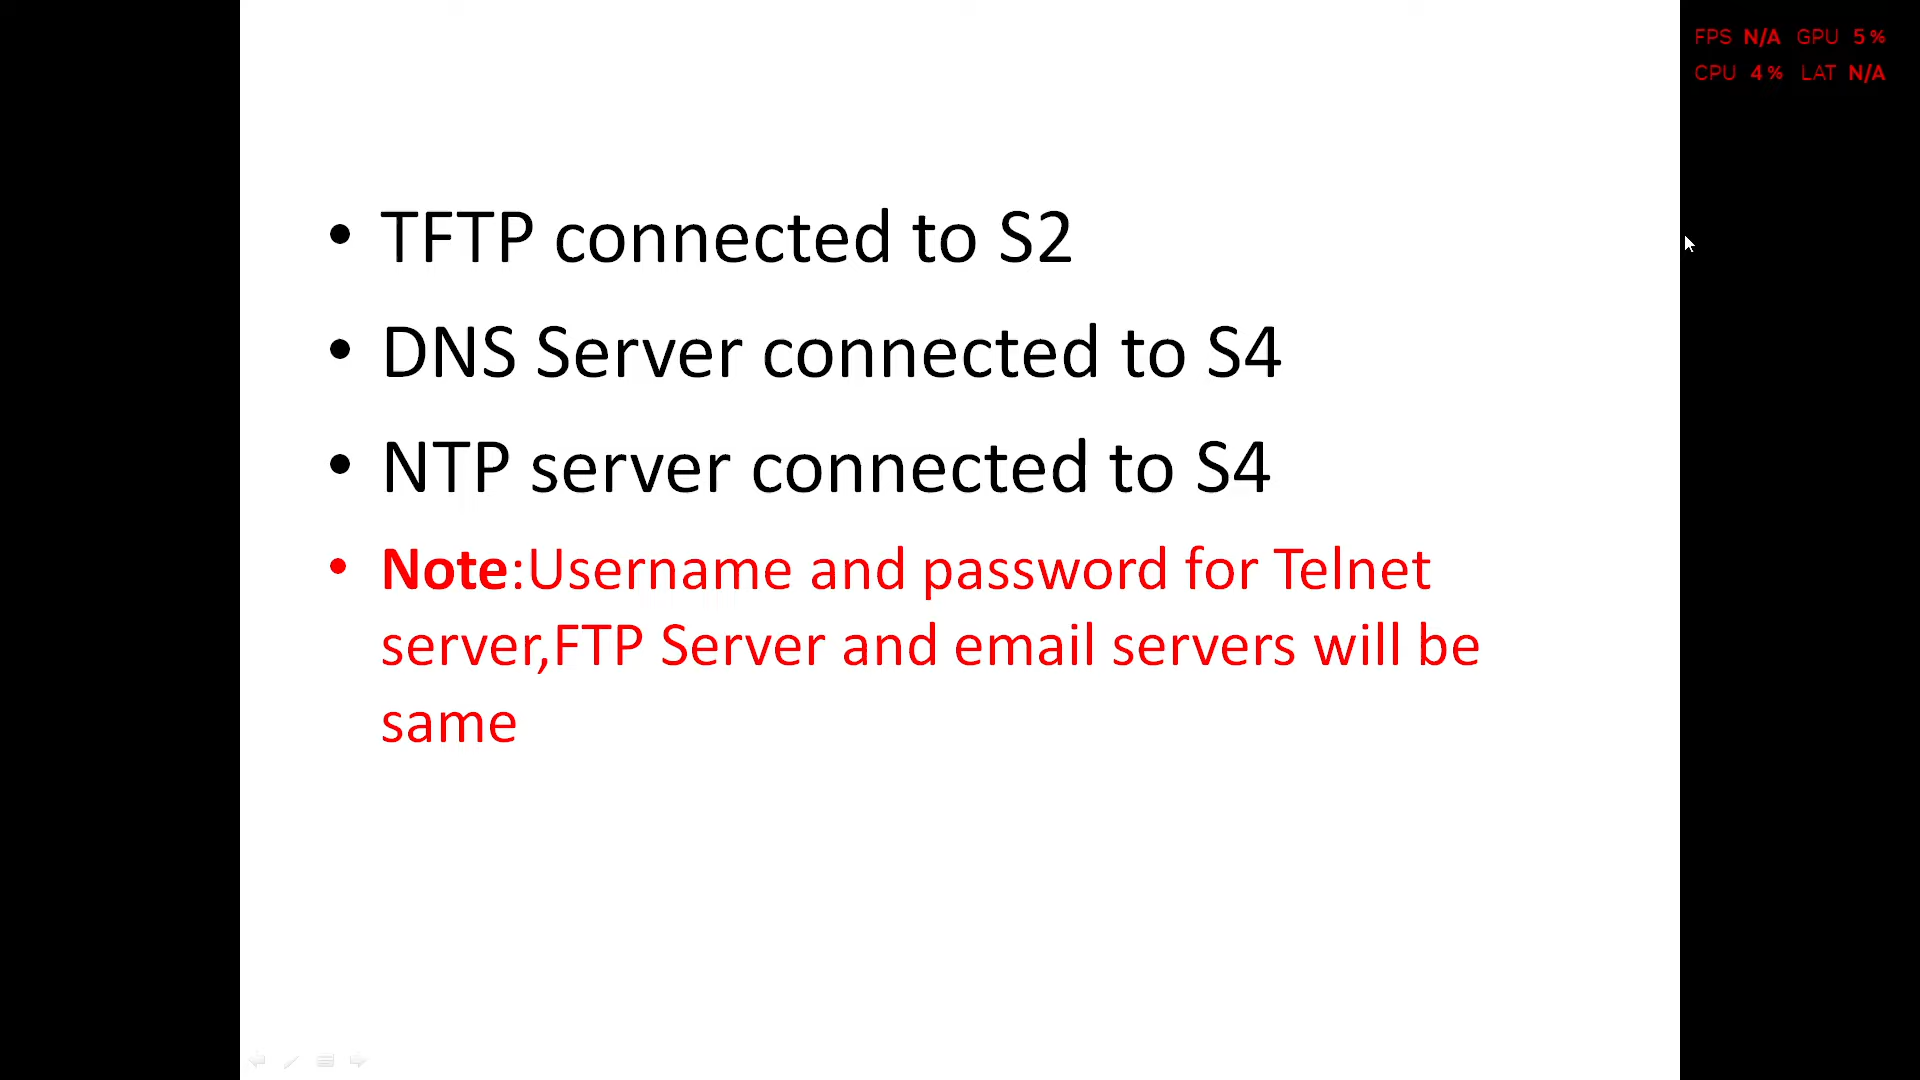 FPS N/A GPU 5 %
CPU 4 % LAT N/A
• TFTP connected to S2
• DNS Server connected to S4
• NTP server connected to S4
• Note:Username and password for Telnet
server,FTP Server and email servers will be
same